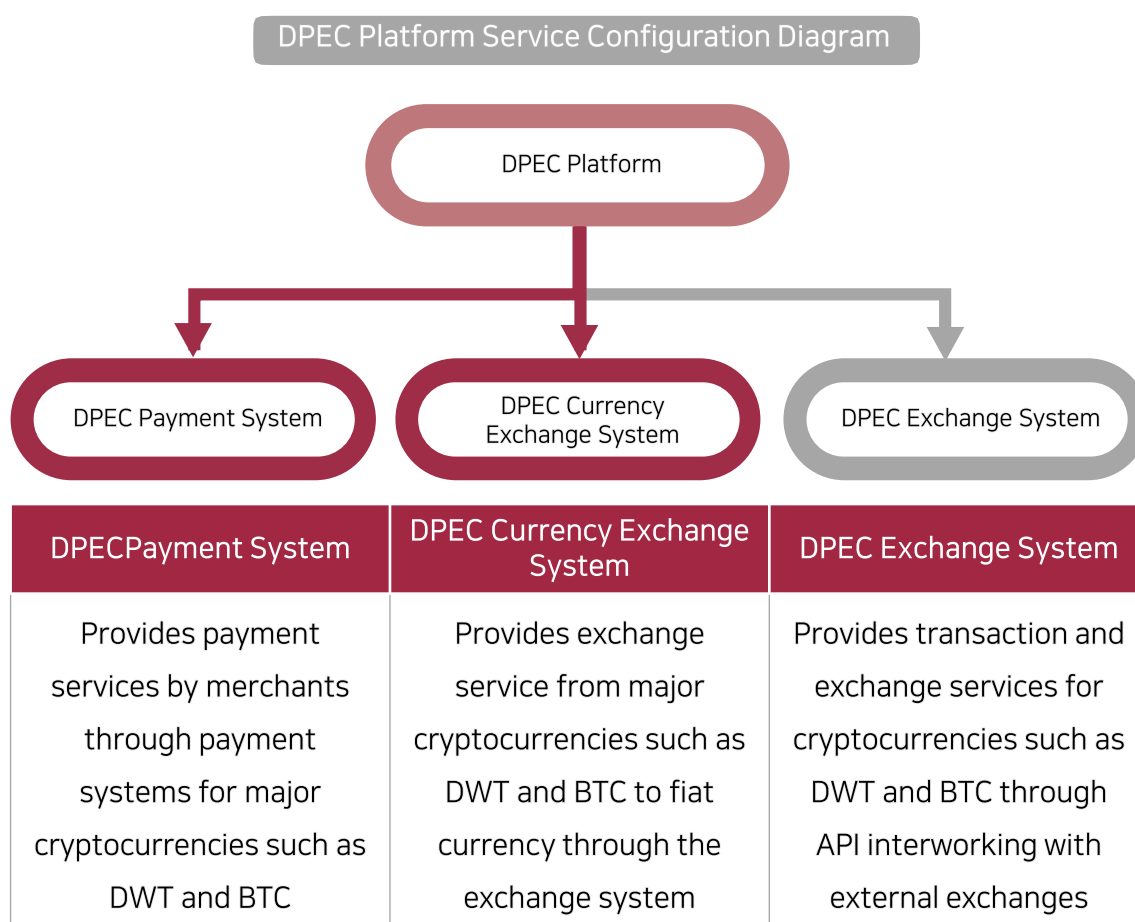 DPEC Platform Service Configuration Diagram
DPEC Platform
DPEC Payment System
DPEC Currency
Exchange System
DPEC Exchange System
DPECPayment System
Provides payment
services by merchants
through payment
systems for major
cryptocurrencies such as
DWT and BTC
DPEC Currency Exchange
System
Provides exchange
service from major
cryptocurrencies such as
DWT and BTC to fiat
currency through the
exchange system
DPEC Exchange System
Provides transaction and
exchange services for
cryptocurrencies such as
DWT and BTC through
API interworking with
external exchanges